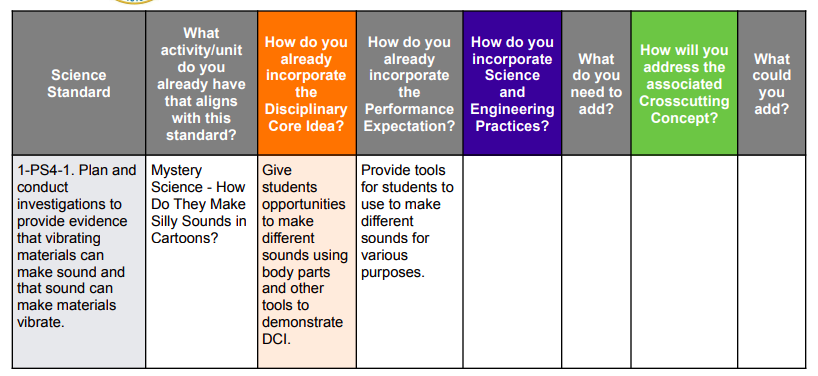 Science
Standard
What
activity/unit
do you
already have
that aligns
with this
standard?
How do you
already
incorporate
the
Disciplinary
Core Idea?
How do you
already
incorporate
the
Performance
Expectation?
How do you
incorporate
Science
and
Engineering
Practices?
What
do you
need to
add?
How will you
address the
associated
Crosscutting
Concept?
What
could
you
add?
1-PS4-1. Plan and
conduct
investigations to
provide evidence
that vibrating
materials can
make sound and
that sound can
make materials
vibrate.
Mystery
Science - How
Do They Make
Silly Sounds in
Cartoons?
Give
students
opportunities
to make
different
sounds using
body parts
and other
tools to
demonstrate
DCI.
Provide tools
for students to
use to make
different
sounds for
various
purposes.